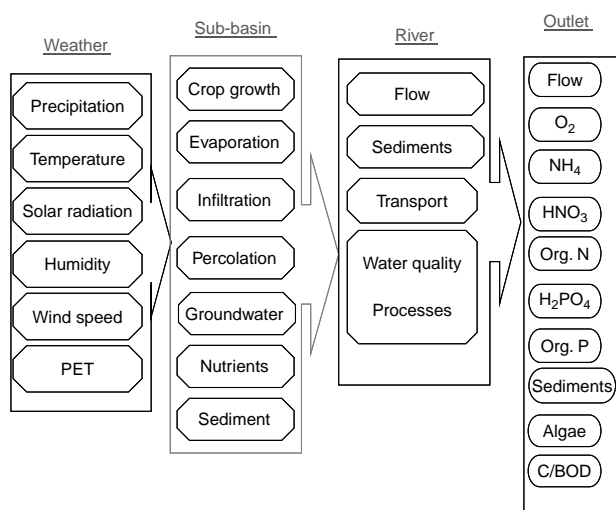 Weather
Precipitation
Temperature
Solar radiation
Humidity
Wind speed
PET
Sub-basin
Crop growth
Evaporation
Infiltration
Percolation
Groundwater
Nutrients
Sediment
River
Flow
Sediments
Transport
Water quality
Processes
Outlet
Flow
O₂
NH₄
HNO₃
Org. N
H₂PO₄
Org. P
Sediments
Algae
C/BOD